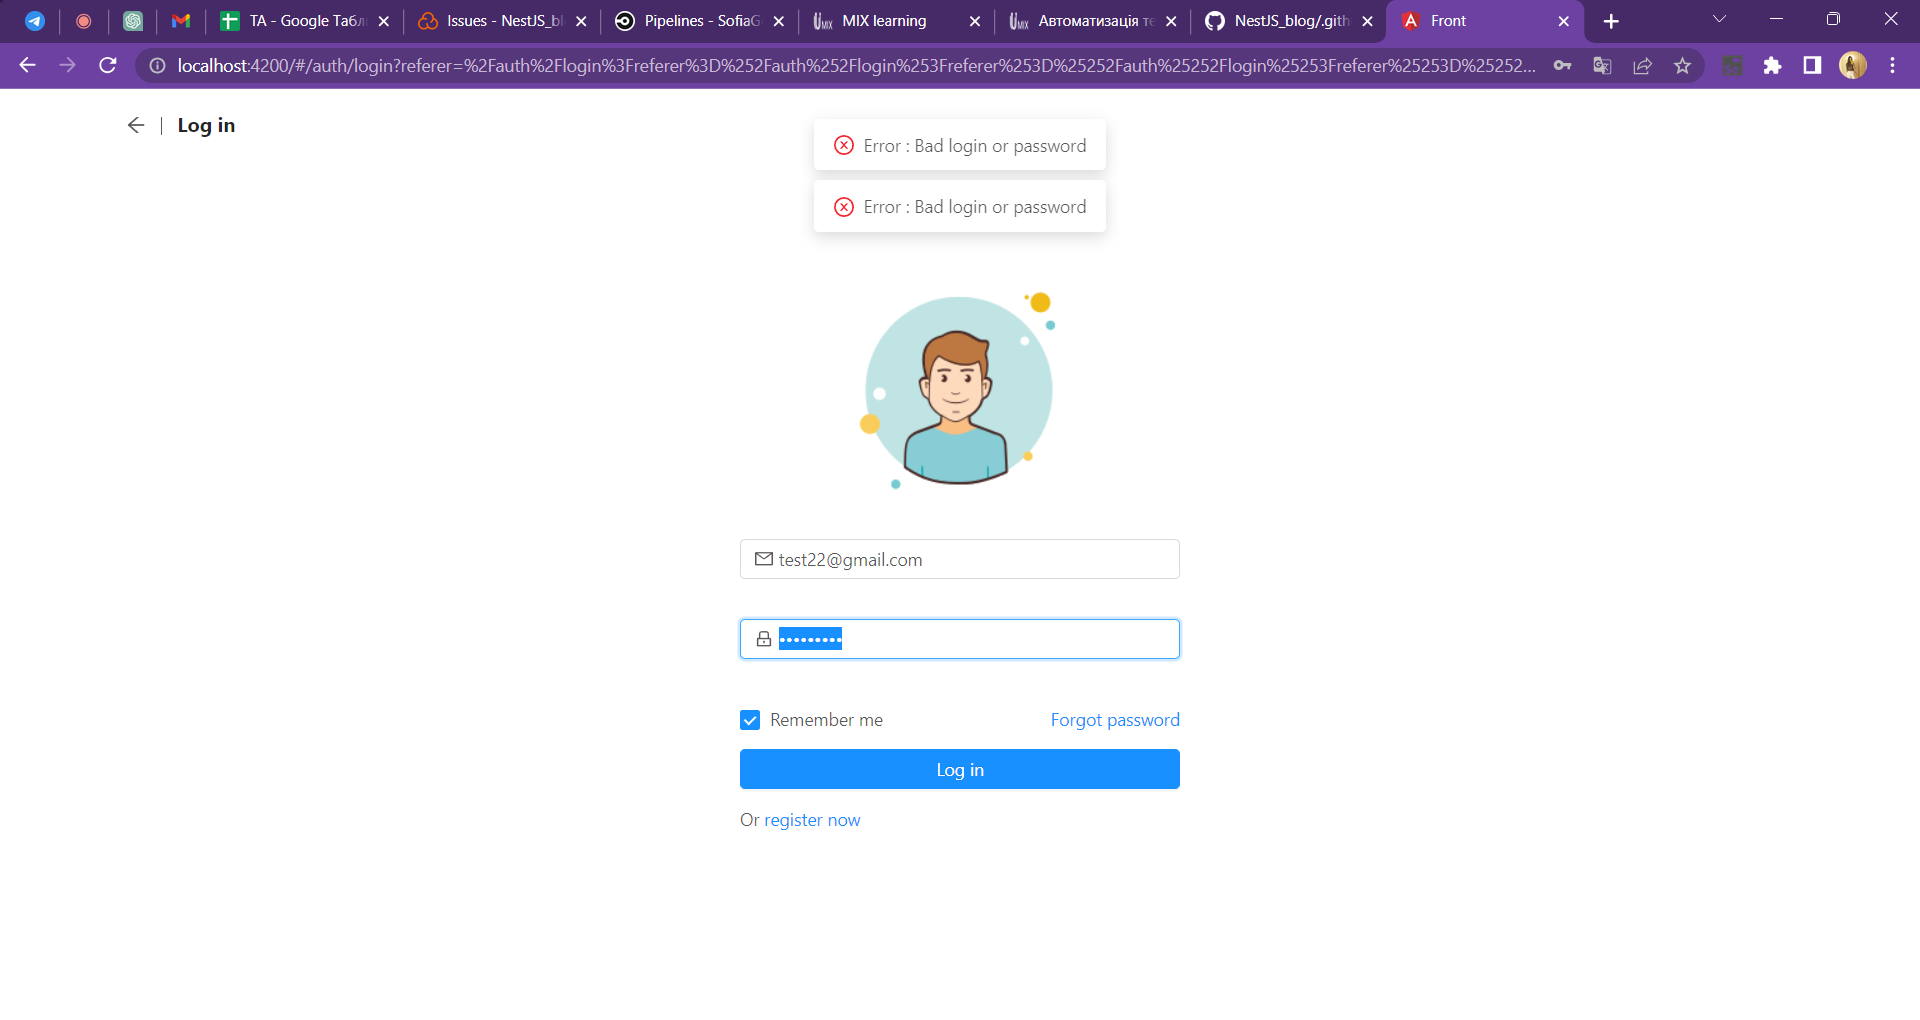 TA - Google Табл
Issues - NestJS_bl
Pipelines - SofiaG
MIX learning
Автоматизація те
NestJS_blog/.gith
Front
localhost:4200/#/auth/login?referer=%2Fauth%2Flogin%3Freferer%3D%252Fauth%252Flogin%253Freferer%253D%25252Fauth%25252Flogin%25253Freferer%25253D%25252...
Log in
Error : Bad login or password
Error : Bad login or password
test22@gmail.com
Remember me
Forgot password
Log in
Or register now